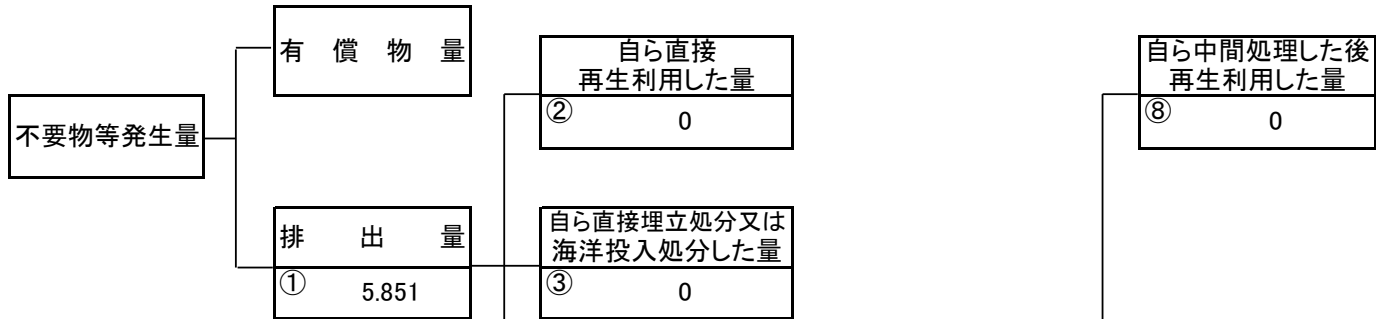 有償物量
自ら直接
再生利用した量
②
0
自ら中間処理した後
再生利用した量
⑧
0
不要物等発生量
排出量
①
5.851
自ら直接埋立処分又は
海洋投入処分した量
③
0